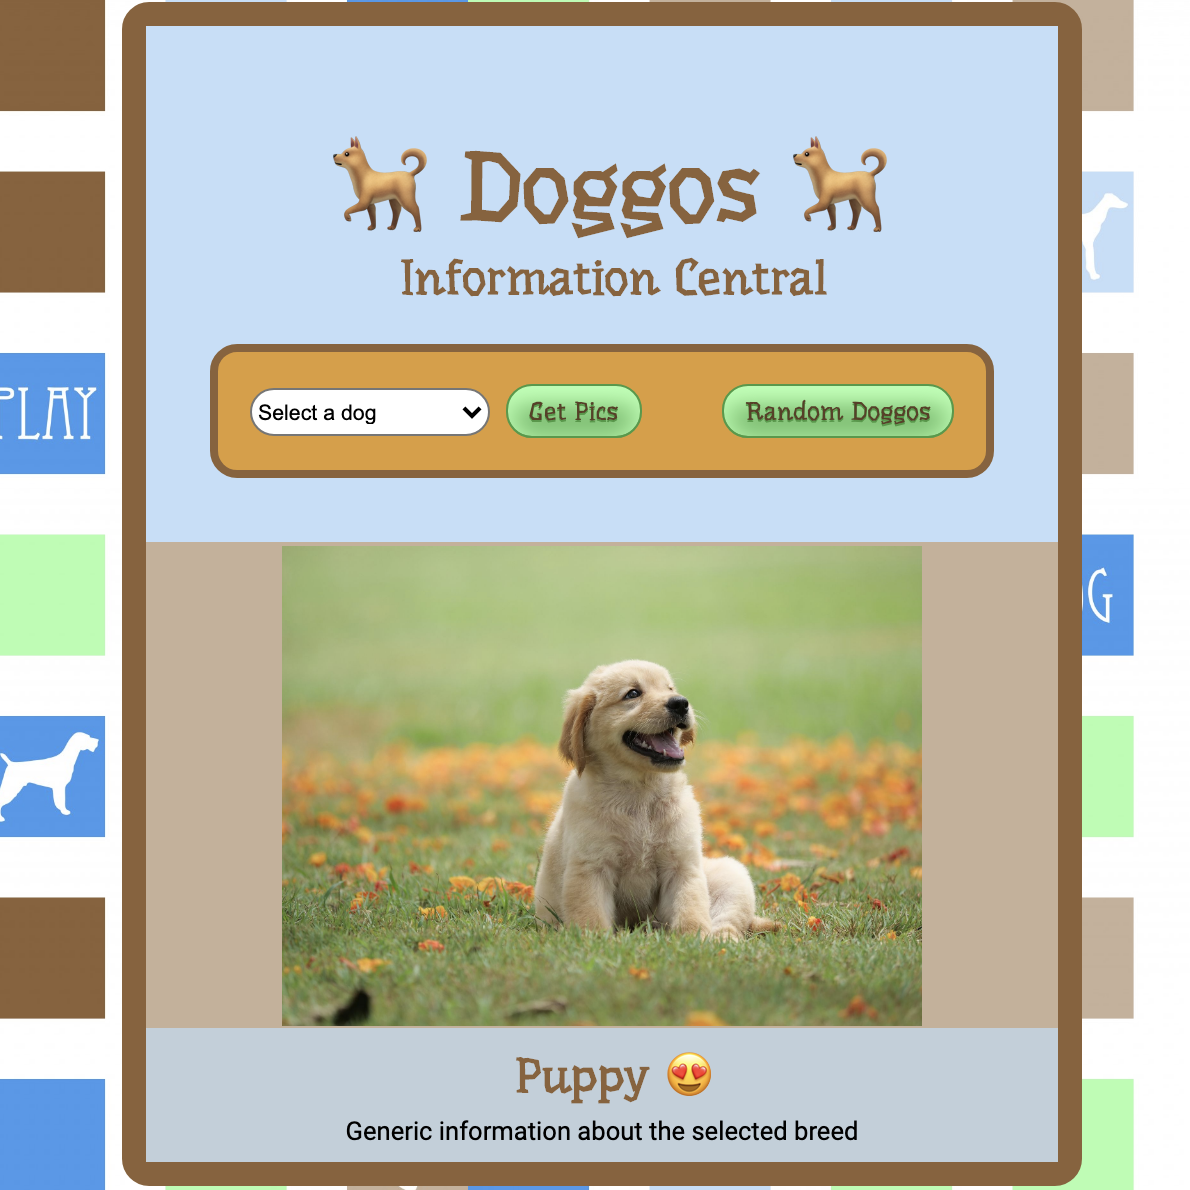 Doggos
Information Central
Select a dog
Get Pics
Random Doggos
PLAY
G
Puppy 😍
Generic information about the selected breed